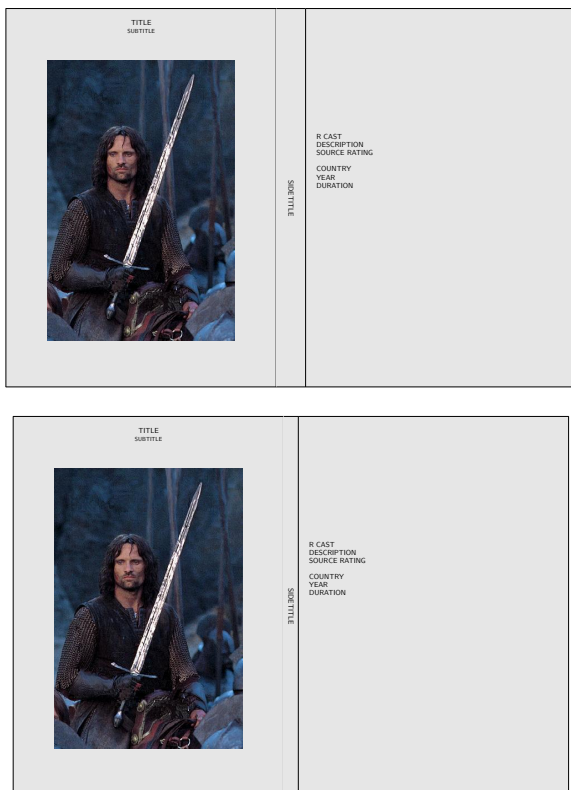 TITLE
SUBTITLE
SIDE TITLE
R CAST
DESCRIPTION
SOURCE RATING
COUNTRY
YEAR
DURATION
TITLE
SUBTITLE
SIDE TITLE
R CAST
DESCRIPTION
SOURCE RATING
COUNTRY
YEAR
DURATION